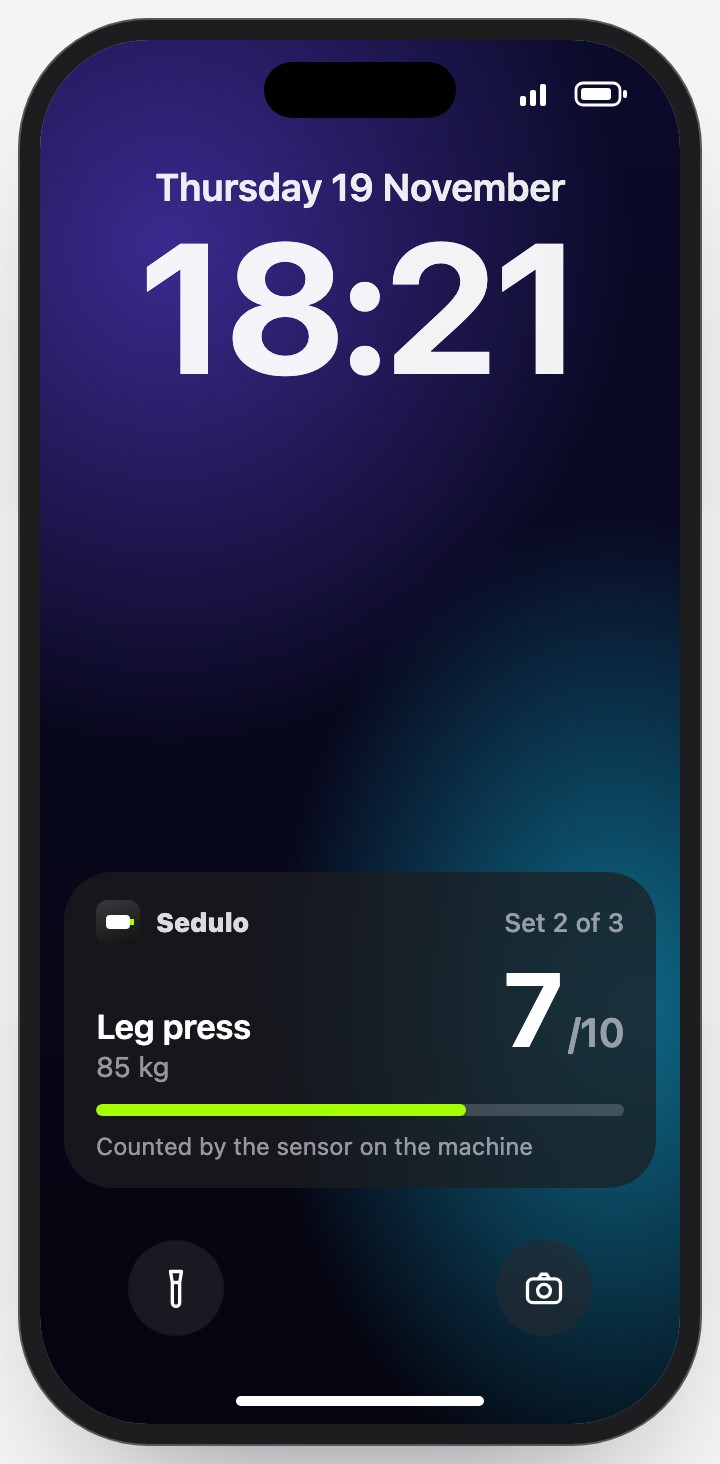 Thursday 19 November
18:21
Sedulo
Set 2 of 3
Leg press
7/10
85 kg
Counted by the sensor on the machine